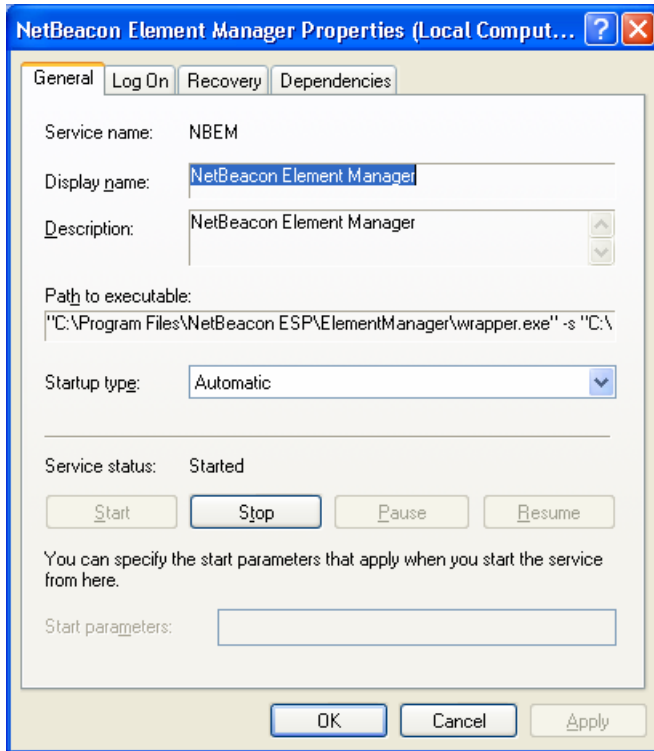 NetBeacon Element Manager Properties (Local Comput...
General Log On Recovery Dependencies
Service name: NBEM
Display name: NetBeacon Element Manager
Description: NetBeacon Element Manager
Path to executable:
"C:\Program Files\NetBeacon ESP\ElementManager\wrapper.exe" -s "C:\
Startup type: Automatic
Service status: Started
Start Stop Pause Resume
You can specify the start parameters that apply when you start the service
from here.
Start parameters:
OK Cancel Apply